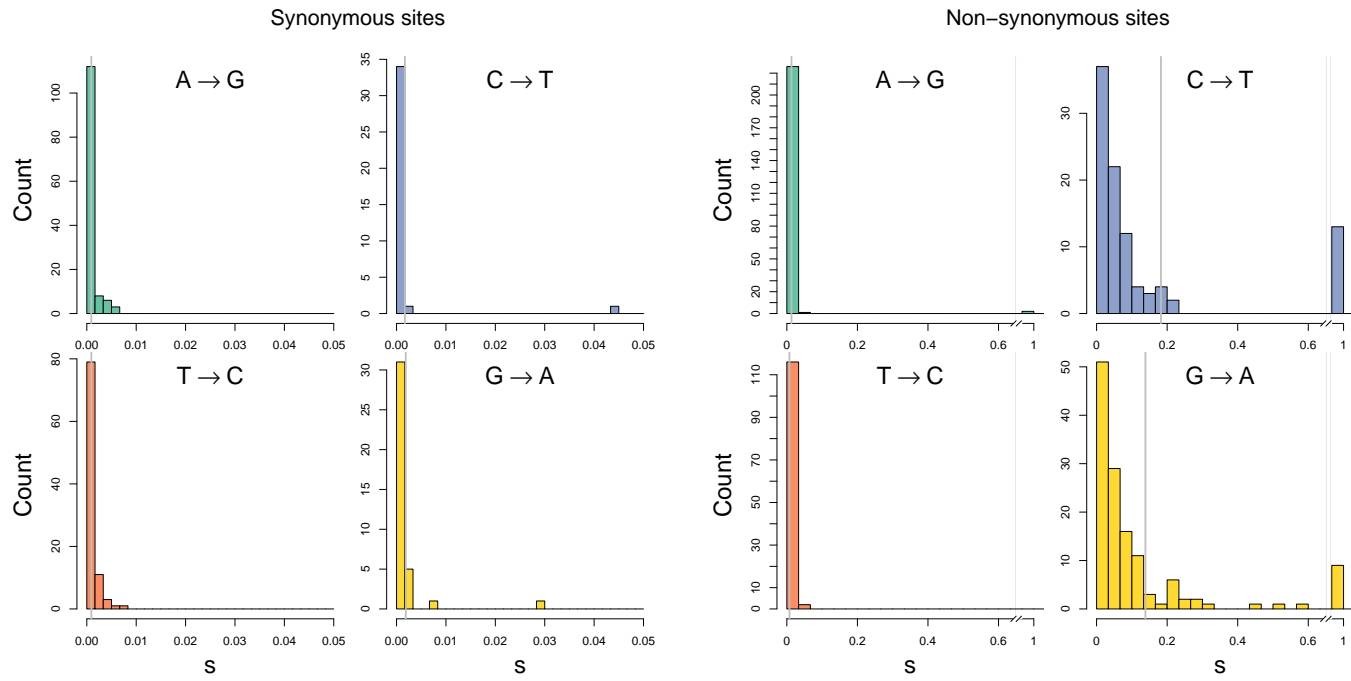 Synonymous sites
Non−synonymous sites
A → G
Count
0 20 40 60 80 100
0.00 0.01 0.02 0.03 0.04 0.05
C → T
0 5 10 15 20 25 30 35
0.00 0.01 0.02 0.03 0.04 0.05
A → G
Count
0 10 20 30 40 50 60 80 90 110 140 170 200 220
0 0.2 0.4 0.6 1
C → T
0 10 20 30
0 0.2 0.4 0.6 1
T → C
Count
0 20 40 60 80
0.00 0.01 0.02 0.03 0.04 0.05
s
G → A
0 5 10 15 20 25 30
0.00 0.01 0.02 0.03 0.04 0.05
s
T → C
Count
0 10 30 50 70 90 110
0 0.2 0.4 0.6 1
s
G → A
0 10 20 30 40 50
0 0.2 0.4 0.6 1
s